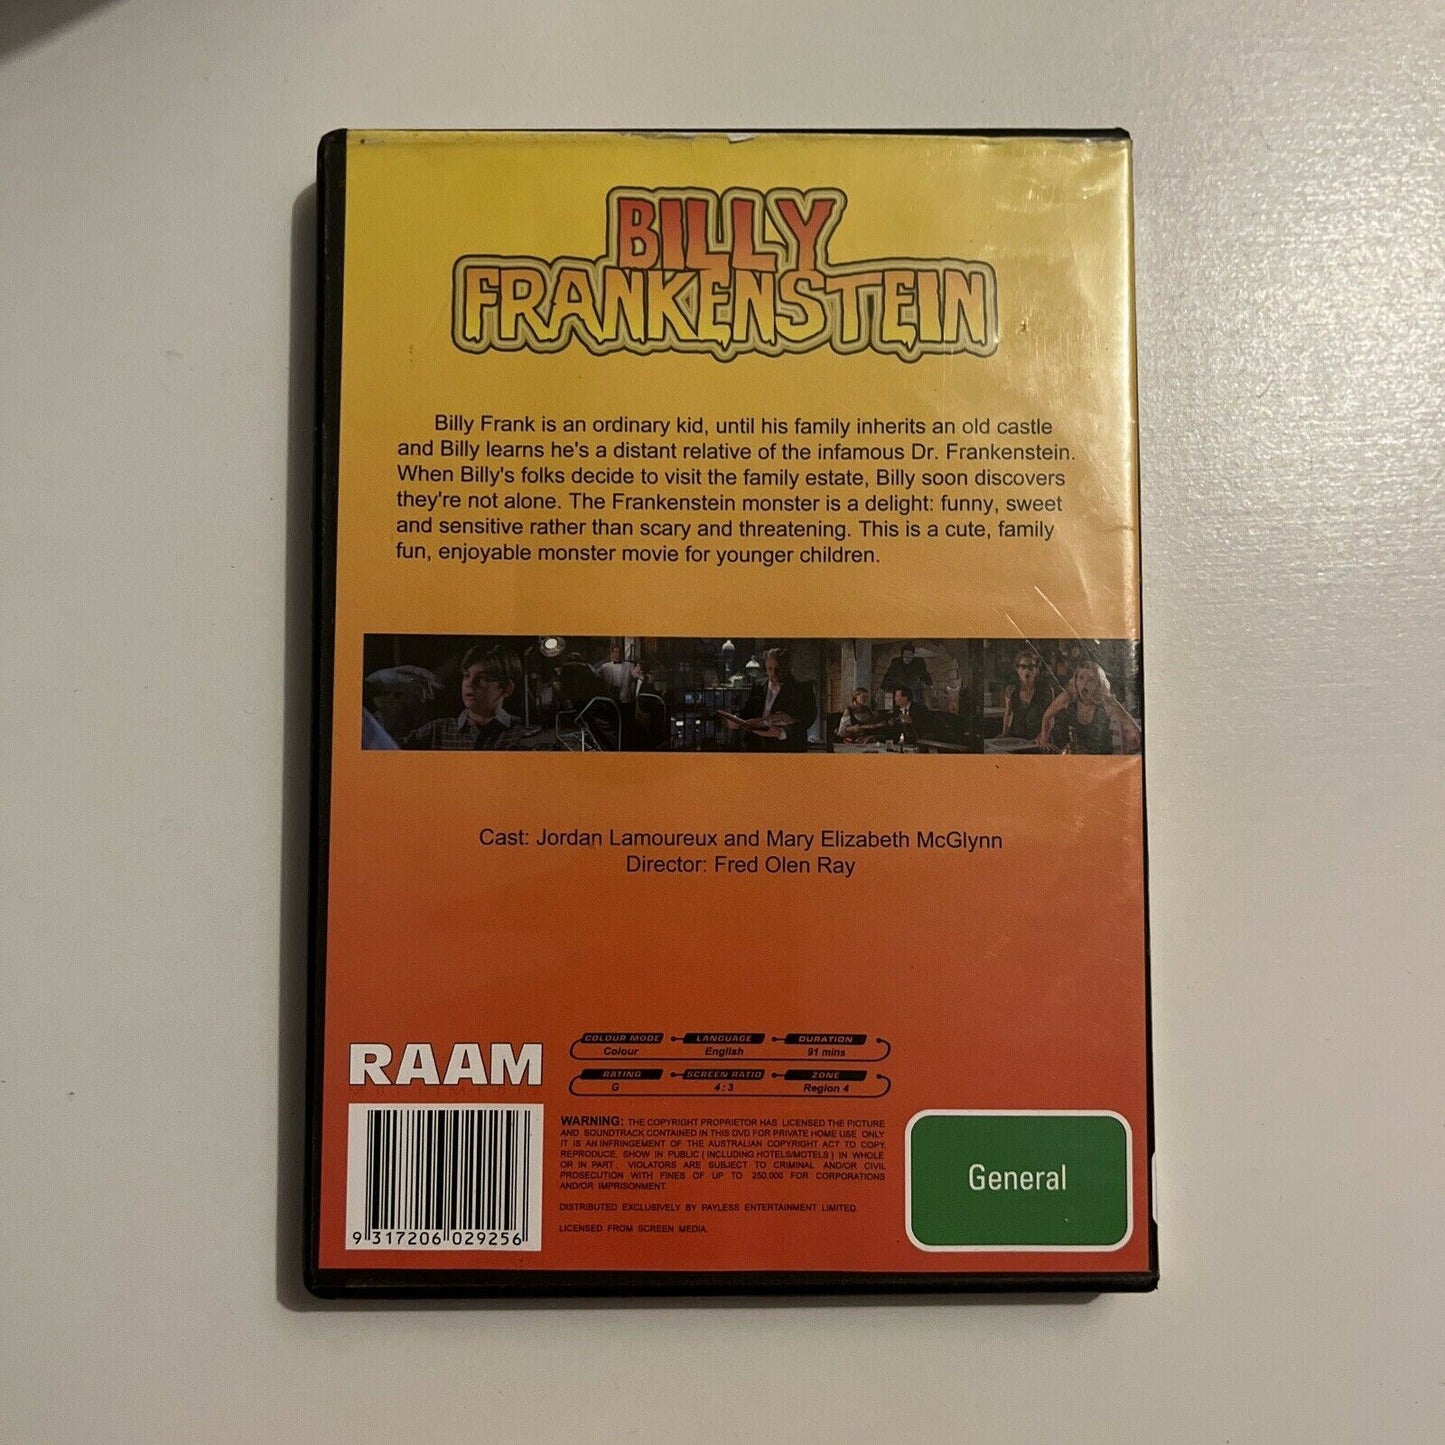 BILLY
FRANKENSTEIN
Billy Frank is an ordinary kid, until his family inherits an old castle
and Billy learns he's a distant relative of the infamous Dr. Frankenstein.
When Billy's folks decide to visit the family estate, Billy soon discovers
they're not alone. The Frankenstein monster is a delight: funny, sweet
and sensitive rather than scary and threatening. This is a cute, family
fun, enjoyable monster movie for younger children.
Cast: Jordan Lamoureux and Mary Elizabeth McGlynn
Director: Fred Olen Ray
RAAM
COLOUR MODE LANGUAGE DURATION
Colour English 91 mins
RATING SCREEN RATIO ZONE
G 4:3 Region 4
WARNING: THE COPYRIGHT PROPRIETOR HAS LICENSED THE PICTURE
AND SOUNDTRACK CONTAINED IN THIS DVD FOR PRIVATE HOME USE ONLY
IT IS AN INFRINGEMENT OF THE AUSTRALIAN COPYRIGHT ACT TO COPY,
REPRODUCE, SHOW IN PUBLIC (INCLUDING HOTELS/MOTELS) IN WHOLE
OR IN PART. VIOLATORS ARE SUBJECT TO CRIMINAL AND/OR CIVIL
PROSECUTION WITH FINES OF UP TO 250,000 FOR CORPORATIONS
AND/OR IMPRISONMENT.
DISTRIBUTED EXCLUSIVELY BY PAYLESS ENTERTAINMENT LIMITED.
LICENSED FROM SCREEN MEDIA.
General
9 317206 029256